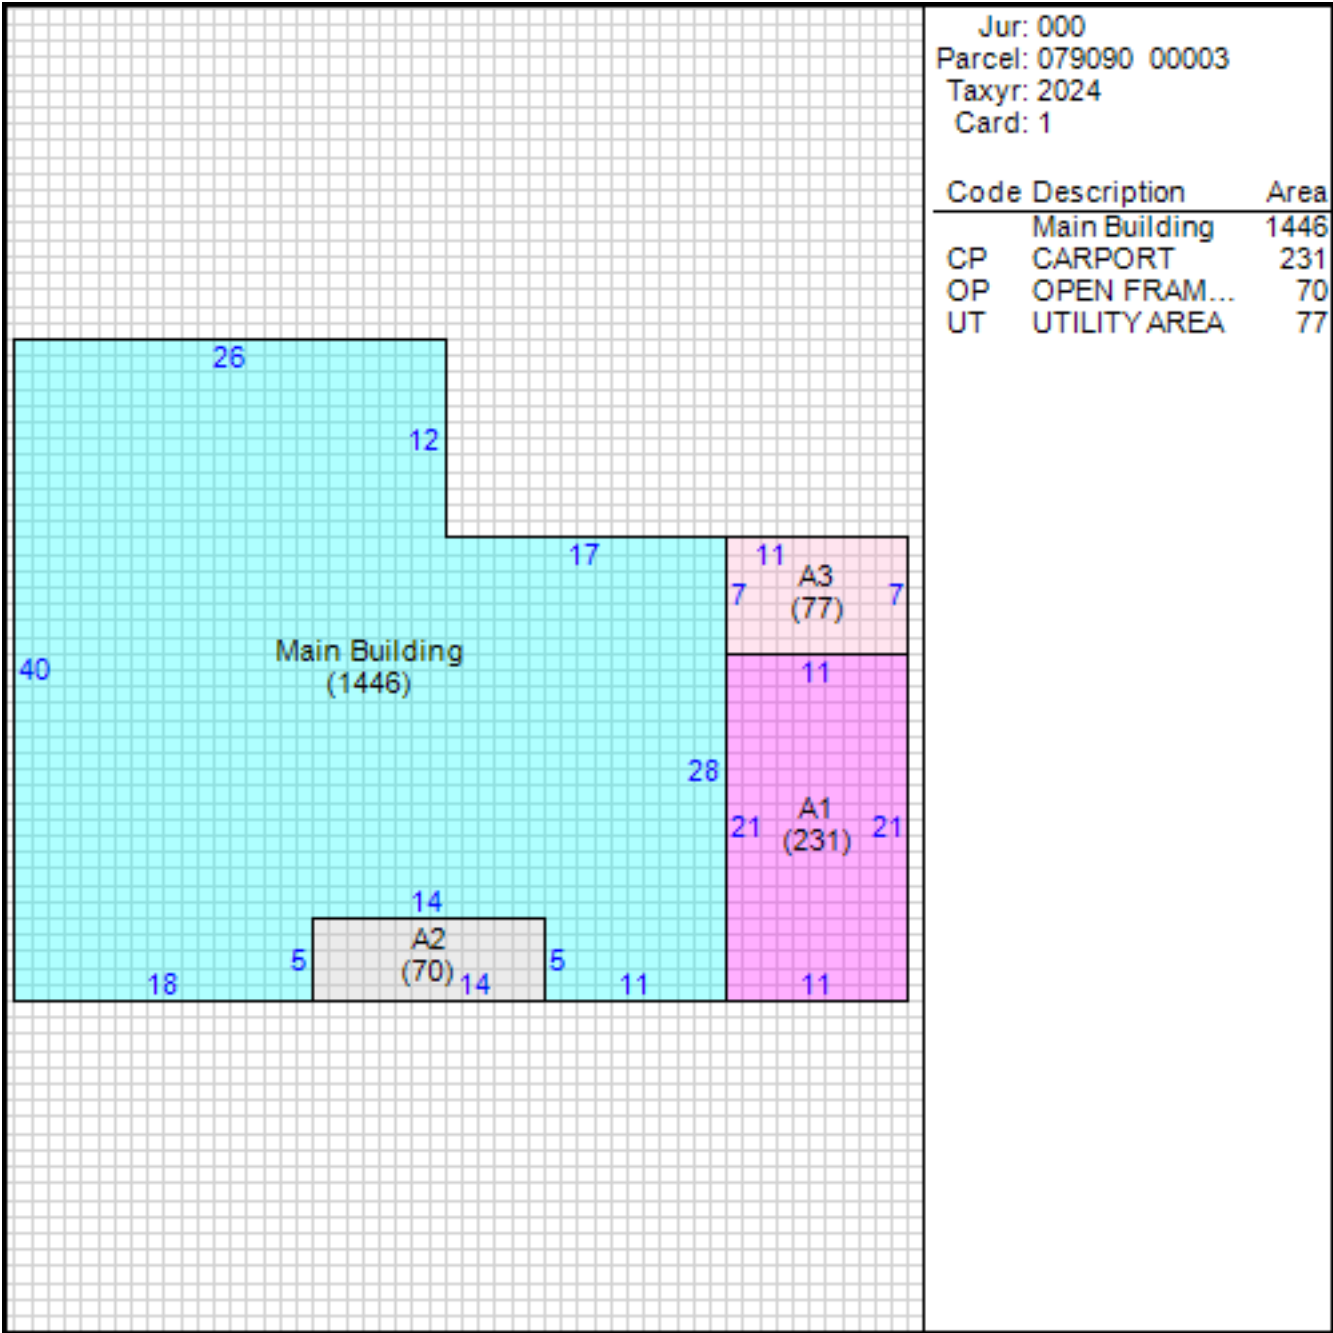 Jur: 000
Parcel: 079090 00003
Taxyr: 2024
Card: 1
Code Description Area
Main Building 1446
CP CARPORT 231
OP OPEN FRAM... 70
UT UTILITY AREA 77
26
12
17
11
A3
7 (77) 7
Main Building
(1446)
40
11
28
A1
21 (231) 21
14
A2
5 (70) 5
18 14 11 11